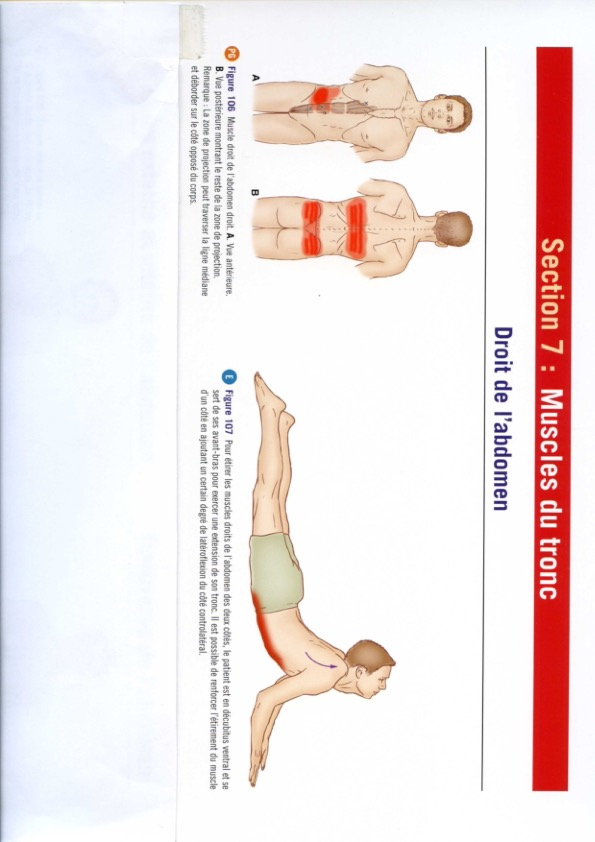 Section 7 : Muscles du tronc
Droit de l'abdomen
A
B
PG Figure 106 Muscle droit de l'abdomen droit. A. Vue antérieure.
B. Vue postérieure montrant le reste de la zone de projection.
Remarque : La zone de projection peut traverser la ligne médiane
et déborder sur le côté opposé du corps.
E Figure 107 Pour étirer les muscles droits de l'abdomen des deux côtés, le patient est en décubitus ventral et se
sert de ses avant-bras pour exercer une extension de son tronc. Il est possible de renforcer l'étirement du muscle
d'un côté en ajoutant un certain degré de latéroflexion du côté controlatéral.